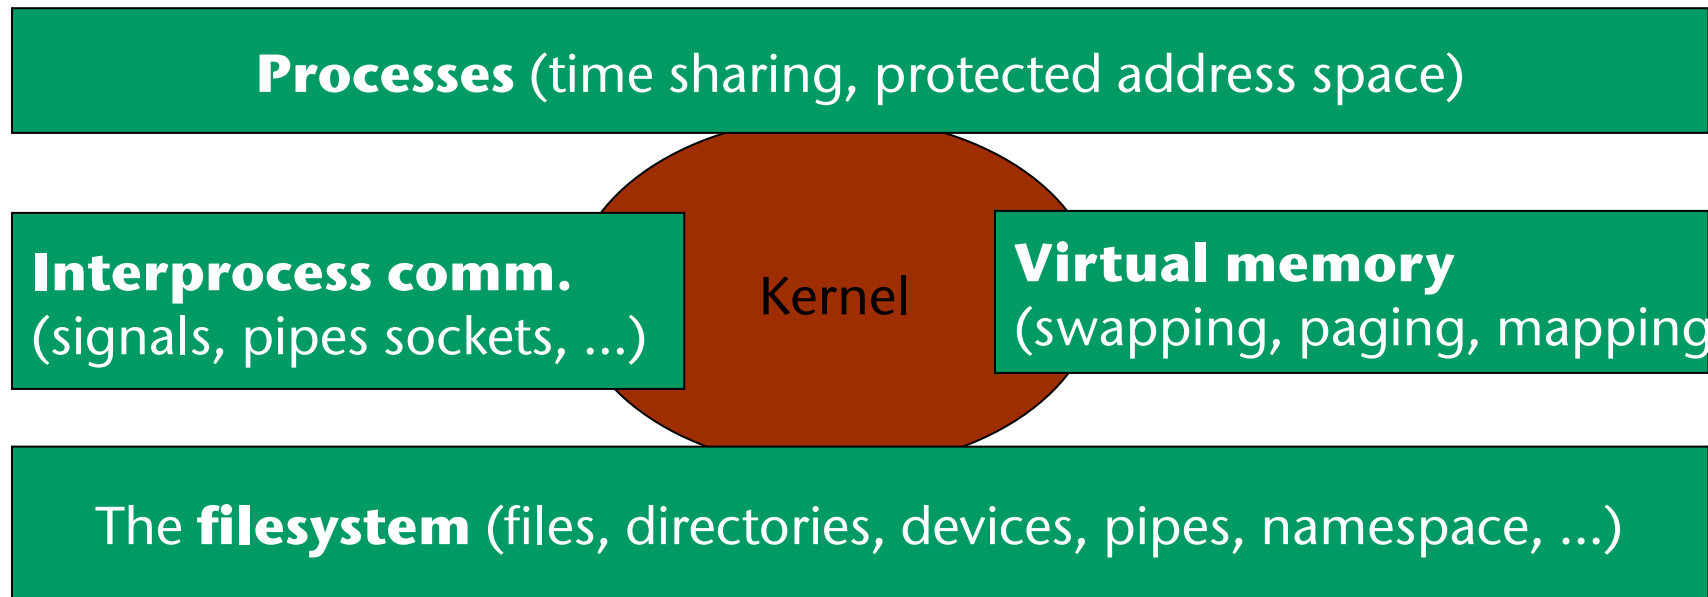 Processes (time sharing, protected address space)
Interprocess comm.
(signals, pipes sockets, ...)
Kernel
Virtual memory
(swapping, paging, mapping
The filesystem (files, directories, devices, pipes, namespace, ...)